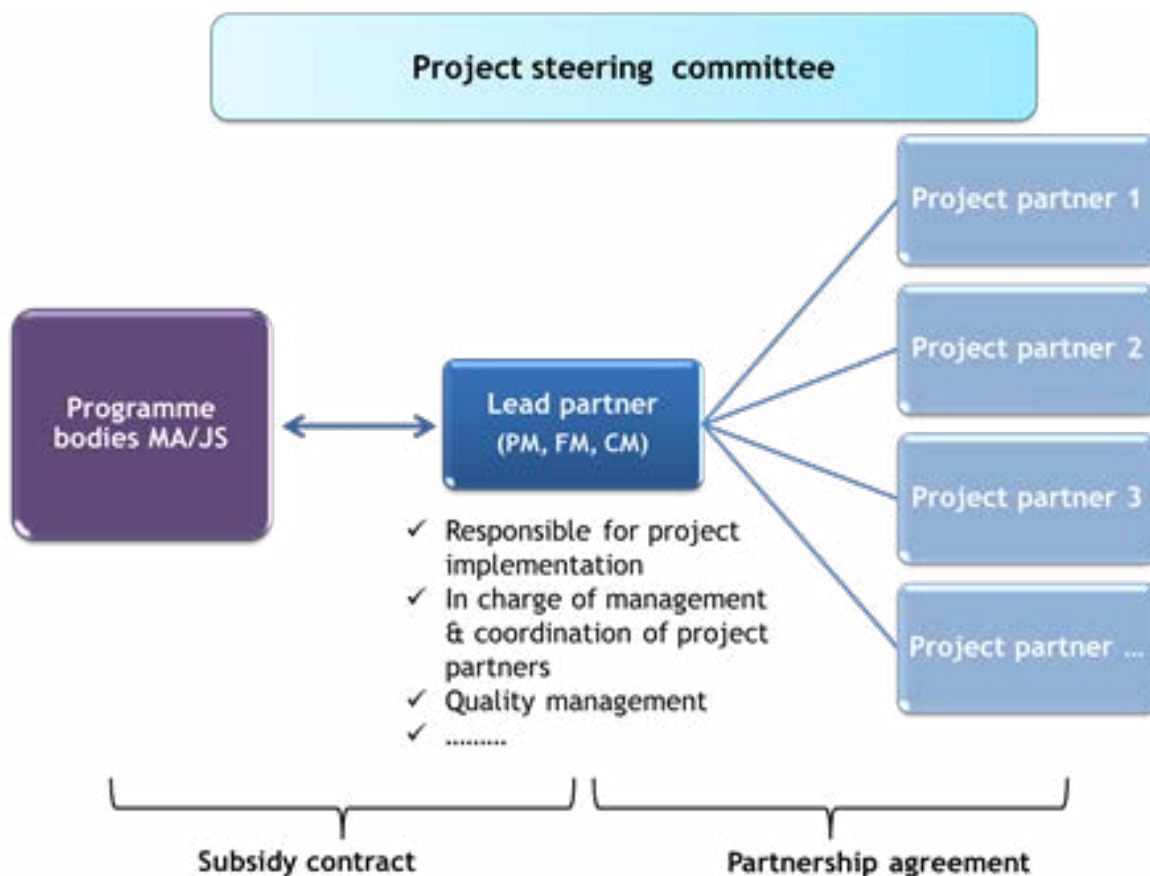 Project steering committee
Project partner 1
Project partner 2
Project partner 3
Project partner ...
Programme
bodies MA/JS
Lead partner
(PM, FM, CM)
✓ Responsible for project
implementation
✓ In charge of management
& coordination of project
partners
✓ Quality management
✓ .........
Subsidy contract
Partnership agreement